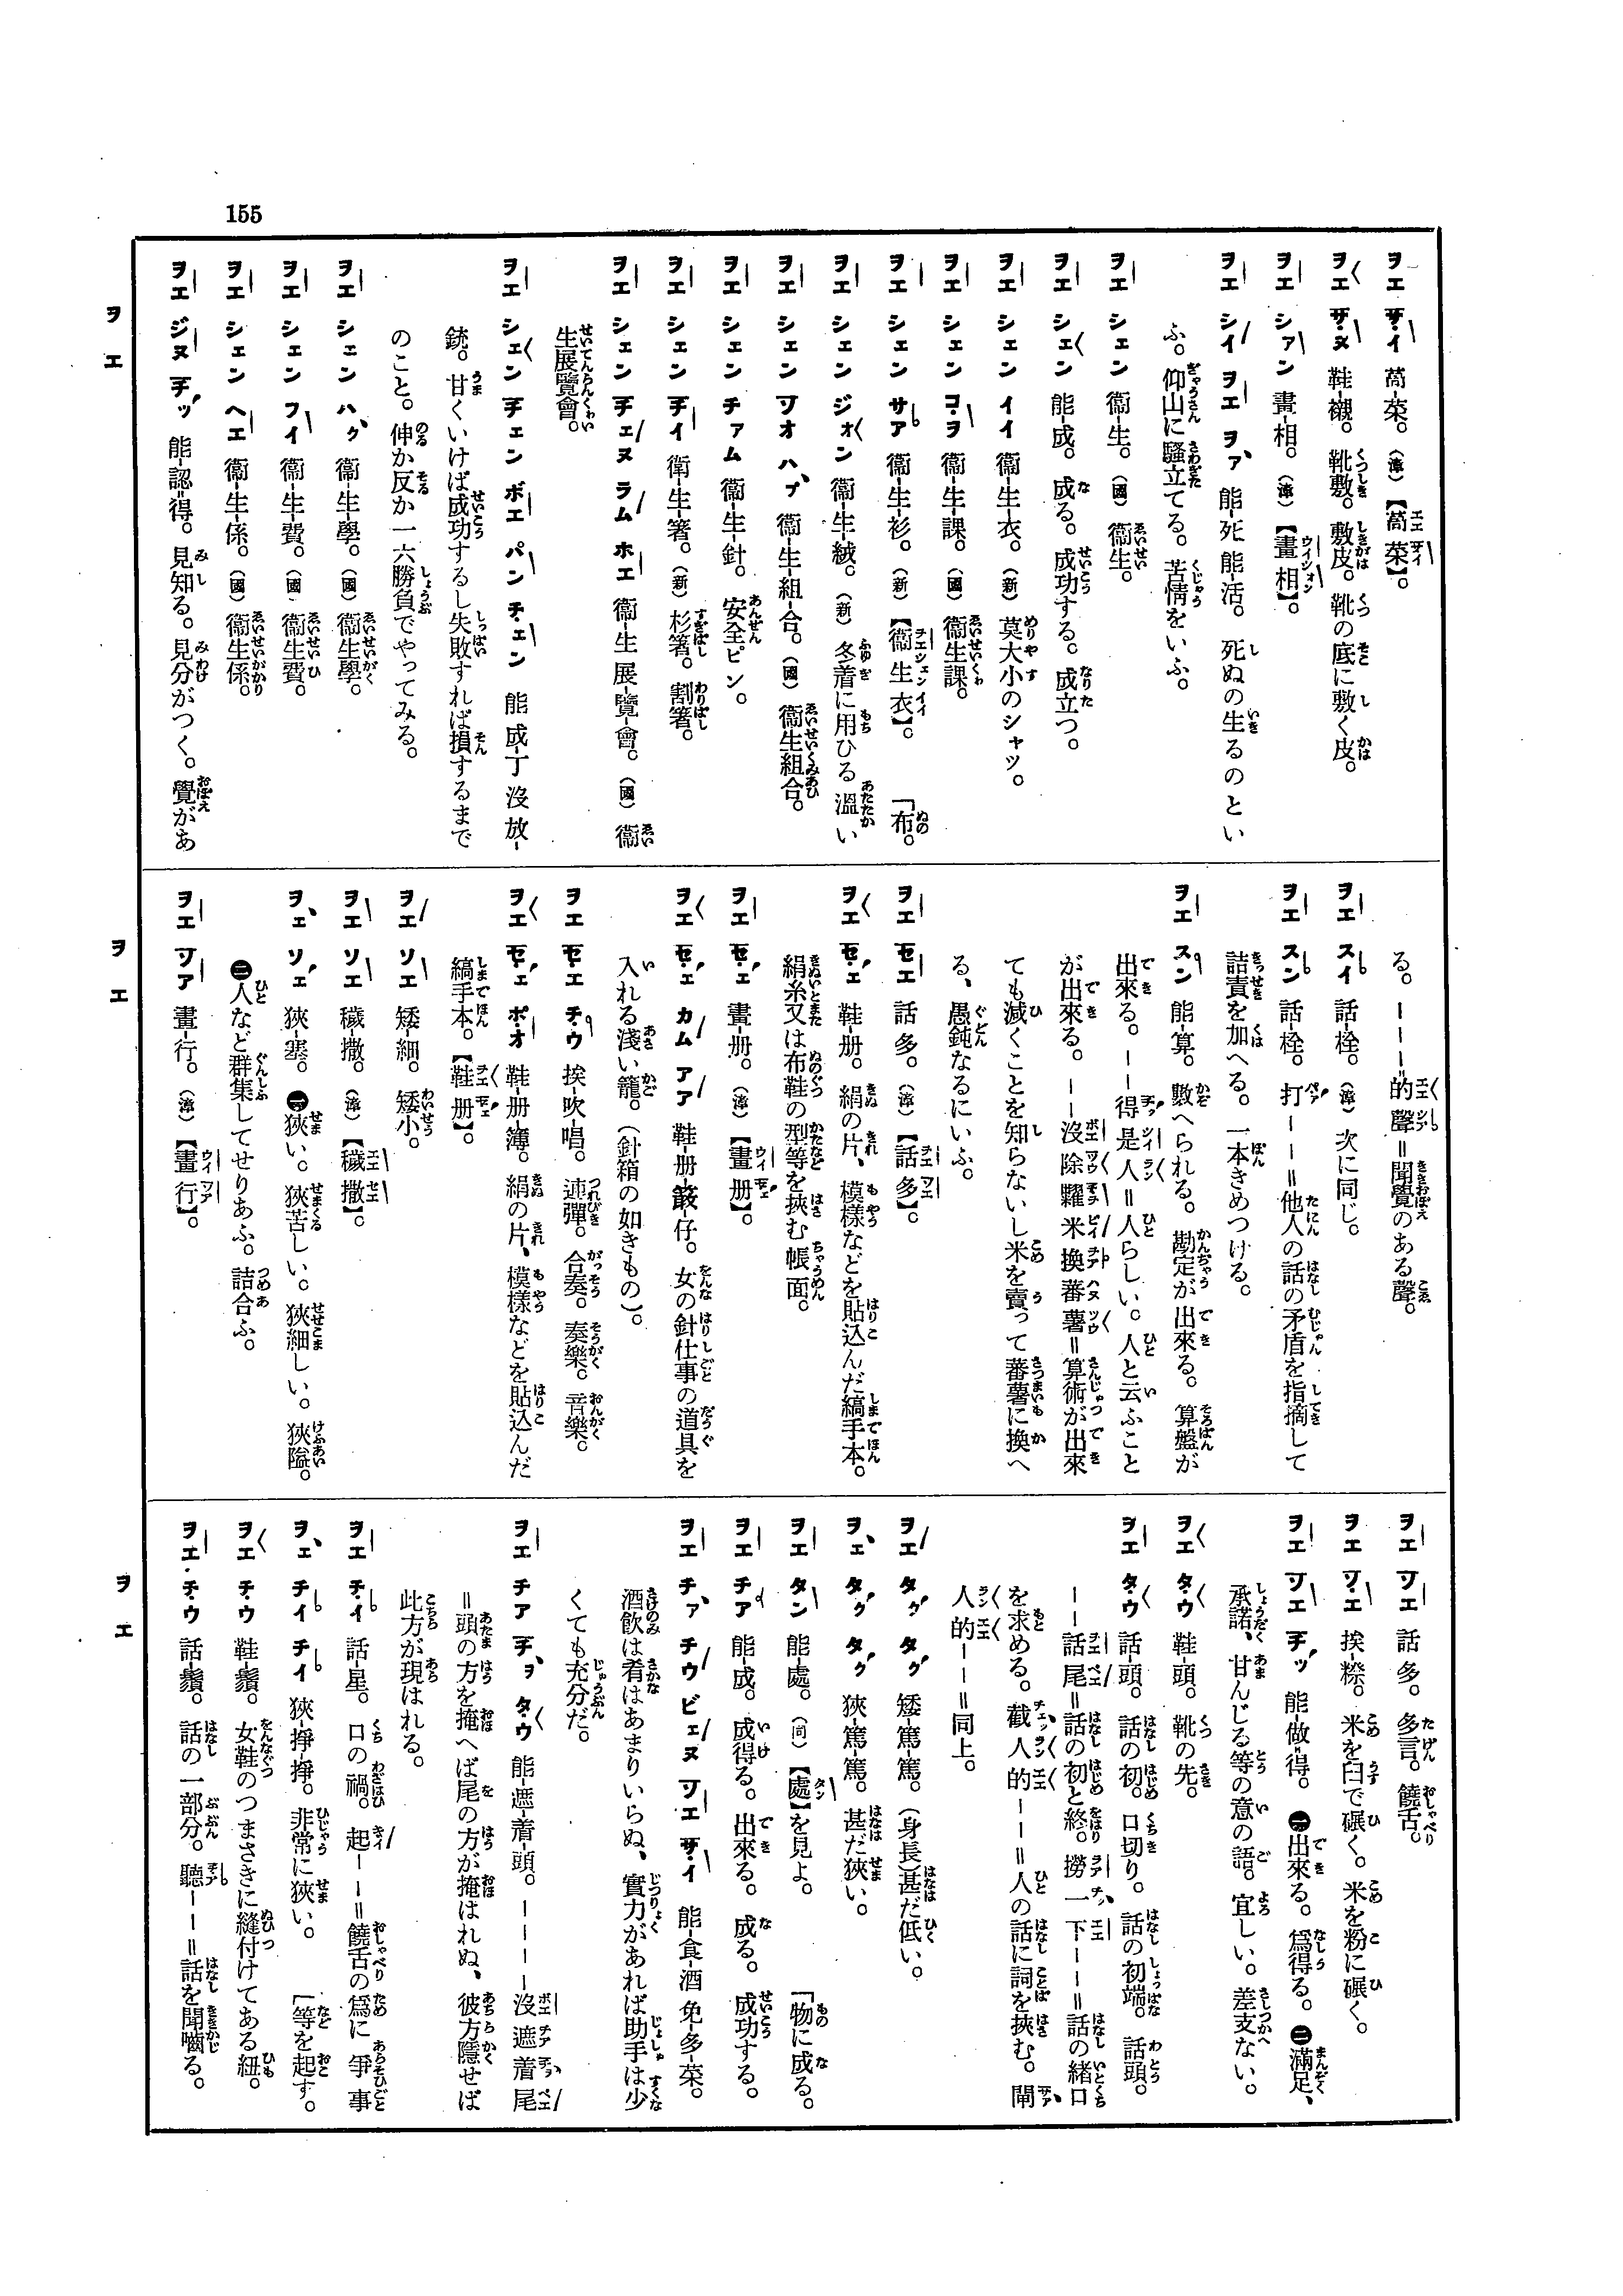 155
ヲエ サイ 萵-菜。(漳)【萵菜】。
ヲエ サヌ 鞋-襯。靴敷。敷皮。靴の底に敷く皮。
ヲエ シァン 畫-相。(漳)【畫相】。
ヲエ シイ ヲエ ヲァ 能-死 能-活。死ぬの生るのとい
ふ。仰山に騷立てる。苦情をいふ。
ヲエ シェン 衞-生。(國)衞生。
ヲエ シェン 能-成。成る。成功する。成立つ。
ヲエ シェン イイ 衞-生-衣。(新)莫大小のシャツ。
ヲエ シェン コヲ 衞-生-課。(國)衞生課。
ヲエ シェン サア 衞-生-衫。(新)【衞生衣】。 「布。
ヲエ シェン ジォン 衞-生-絨。(新)冬着に用ひる溫い
ヲエ シェン ツオ ハプ 衞-生-組-合。(國)衞生組合。
ヲエ シェン チァム 衞-生-針。安全ピン。
ヲエ シェン チイ 衞-生-箸。(新)杉箸。割箸。
ヲエ シェン チェヌ ラム ホエ 衞-生 展-覽-會。(國)衞
生展覽會。
ヲエ シェン チェン ボエ パン チェン 能 成-丁 沒 放-
銃。甘くいけば成功するし失敗すれば損するまで
のこと。伸か反か一六勝負でやってみる。
ヲエ シェン ハク 衞-生-學。(國)衞生學。
ヲエ シェン フイ 衞-生-費。(國)衞生費。
ヲエ シェン ヘエ 衞-生-係。(國)衞生係。
ヲエ ジヌ チッ 能-認-得。見知る。見分がつく。覺があ
る。ーーー的聲=聞覺のある聲。
ヲエ スイ 話-栓。(漳)次に同じ。
ヲエ スン 話-栓。打ーー=他人の話の矛盾を指摘して
詰責を加へる。一本きめつける。
ヲエ スン 能-算。數へられる。勘定が出來る。算盤が
出來る。ーー得是人=人らしい。人と云ふこと
が出來る。ーー沒除糶米換蕃薯=算術が出來
ても減くことを知らないし米を賣って蕃薯に換へ
る、愚鈍なるにいふ。
ヲエ セエ 話-多。(漳)【話多】。
ヲエ セェ 鞋-册。絹の片、模樣などを貼込んだ縞手本。
絹糸又は布鞋の型等を挾む帳面。
ヲエ セェ 畫-册。(漳)【畫册】。
ヲエ セェ カム アア 鞋-册-簽-仔。女の針仕事の道具を
入れる淺い籠。(針箱の如きもの)。
ヲエ セエ チウ 挨-吹-唱。連彈。合奏。奏樂。音樂。
ヲエ セェ ポオ 鞋-册-簿。絹の片、模樣などを貼込んだ
縞手本。【鞋册】。
ヲエ ソエ 矮-細。矮小。
ヲエ ソエ 穢-撒。(漳)【穢撒】。
ヲェ ソェ 狹-塞。㊀狹い。狹苦しい。狹細しい。狹隘。
㊁人など群集してせりあふ。詰合ふ。
ヲエ ツア 畫-行。(漳)【畫行】。
ヲエ ツエ 話-多。多言。饒舌。
ヲエ ツエ 挨-粞。米を臼で碾く。米を粉に碾く。
ヲエ ツエ チッ 能-做-得。㊀出來る。爲得る。㊁滿足、
承諾、甘んじる等の意の語。宜しい。差支ない。
ヲエ タウ 鞋-頭。靴の先。
ヲエ タウ 話-頭。話の初。口切り。話の初端。話頭。
ーー話尾=話の初と終。撈一下ーー=話の緒口
を求める。截人的ーー=人の話に詞を挾む。閘
人的ーー=同上。
ヲエ タク タク 矮-篤-篤。(身長)甚だ低い。
ヲェ タク タク 狹-篤-篤。甚だ狹い。
ヲエ タン 能-處。(同)【處】を見よ。 「物に成る。
ヲエ チア 能-成。成得る。出來る。成る。成功する。
ヲエ チァ チウ ビェヌ ツエ サイ 能-食-酒 免-多-菜。
酒飮は肴はあまりいらぬ、實力があれば助手は少
くても充分だ。
ヲエ チア チヲ タウ 能-遮-着-頭。ーーーー沒遮着尾
=頭の方を掩へば尾の方が掩はれぬ、彼方隱せば
此方が現はれる。
ヲエ チイ 話-星。口の禍。起ーー=饒舌の爲に爭事
ヲェ チイ チイ 狹-掙-掙。非常に狹い。 「等を起す。
ヲエ チウ 鞋-鬚。女鞋のつまさきに縫付けてある紐。
ヲエ チウ 話-鬚。話の一部分。聽ーー=話を聞囓る。
ヲエ
ヲエ
ヲエ